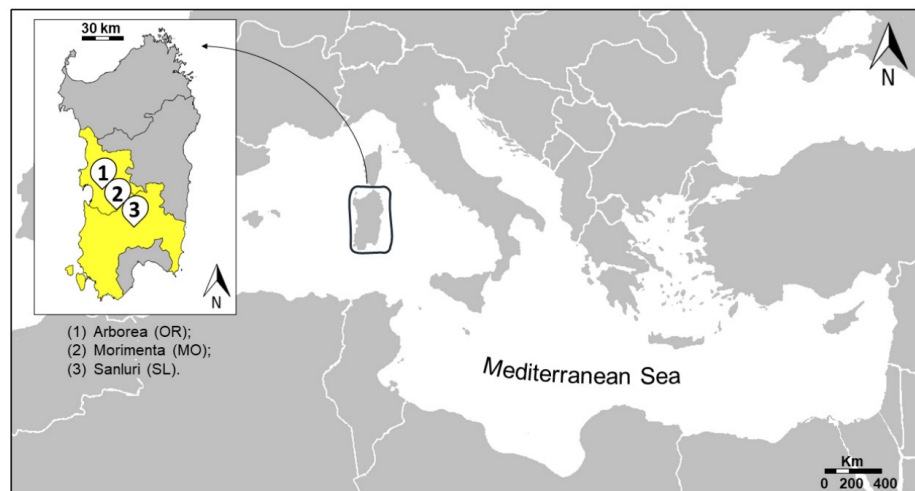 30 km
1
2
3
N
(1) Arborea (OR);
(2) Morimenta (MO);
(3) Sanluri (SL).
N
Mediterranean Sea
Km
0 200 400